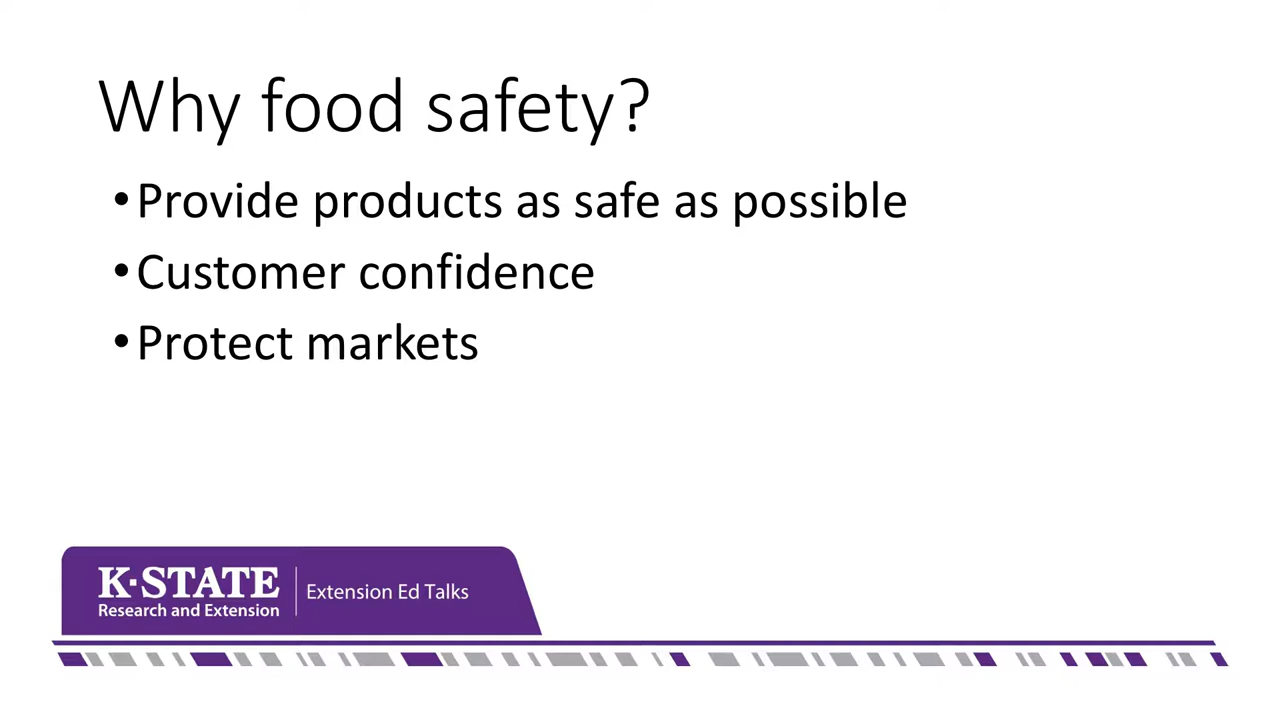 Why food safety?
•Provide products as safe as possible
•Customer confidence
•Protect markets
K·STATE
Research and Extension
Extension Ed Talks